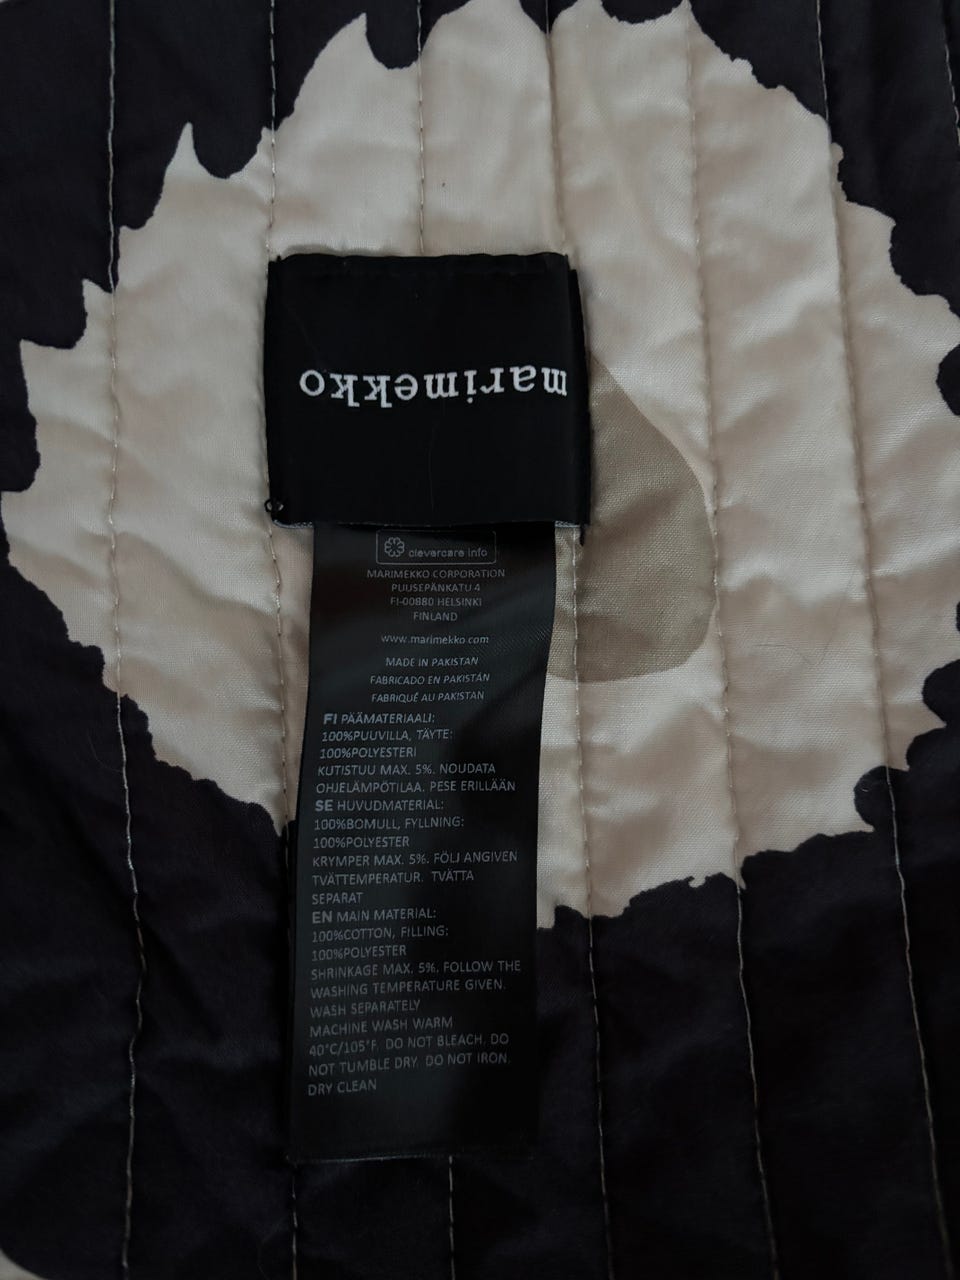 marimekko
clevercare info
MARIMEKKO CORPORATION
PUUSEPÄNKATU 4
FI-00880 HELSINKI
FINLAND
www.marimekko.com
MADE IN PAKISTAN
FABRICADO EN PAKISTÁN
FABRIQUÉ AU PAKISTAN
FI PÄÄMATERIAALI:
100%PUUVILLA, TÄYTE:
100%POLYESTERI
KUTISTUU MAX. 5%. NOUDATA
OHJELÄMPÖTILAA. PESE ERILLÄÄN
SE HUVUDMATERIAL:
100%BOMULL, FYLLNING:
100%POLYESTER
KRYMPER MAX. 5%. FÖLJ ANGIVEN
TVÄTTEMPERATUR. TVÄTTA
SEPARAT
EN MAIN MATERIAL:
100%COTTON, FILLING:
100%POLYESTER
SHRINKAGE MAX. 5%. FOLLOW THE
WASHING TEMPERATURE GIVEN.
WASH SEPARATELY
MACHINE WASH WARM
40°C/105°F. DO NOT BLEACH. DO
NOT TUMBLE DRY. DO NOT IRON.
DRY CLEAN